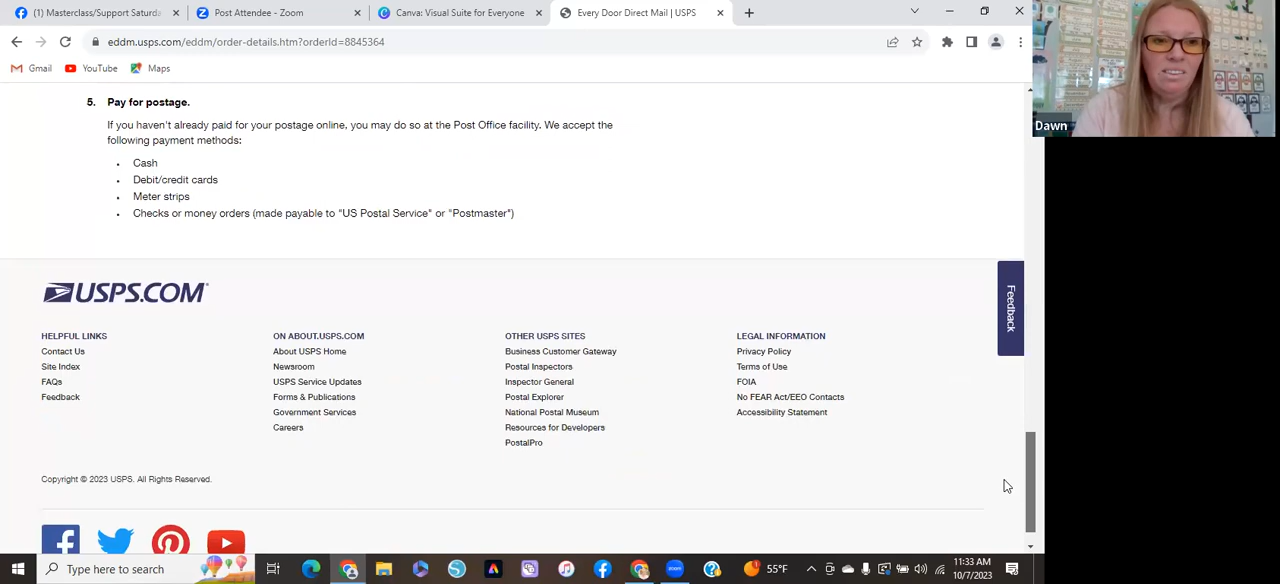 (1) Masterclass/Support Saturda
Post Attendee - Zoom
Canva: Visual Suite for Everyone
Every Door Direct Mail | USPS
eddm.usps.com/eddm/order-details.htm?orderId=8845364
Gmail
YouTube
Maps
Dawn
5. Pay for postage.
If you haven't already paid for your postage online, you may do so at the Post Office facility. We accept the
following payment methods:
Cash
Debit/credit cards
Meter strips
Checks or money orders (made payable to "US Postal Service" or "Postmaster")
Feedback
USPS.COM
HELPFUL LINKS
Contact Us
Site Index
FAQs
Feedback
ON ABOUT.USPS.COM
About USPS Home
Newsroom
USPS Service Updates
Forms & Publications
Government Services
Careers
OTHER USPS SITES
Business Customer Gateway
Postal Inspectors
Inspector General
Postal Explorer
National Postal Museum
Resources for Developers
PostalPro
LEGAL INFORMATION
Privacy Policy
Terms of Use
FOIA
No FEAR Act/EEO Contacts
Accessibility Statement
Copyright © 2023 USPS. All Rights Reserved.
Type here to search
55°F
11:33 AM
10/7/2023